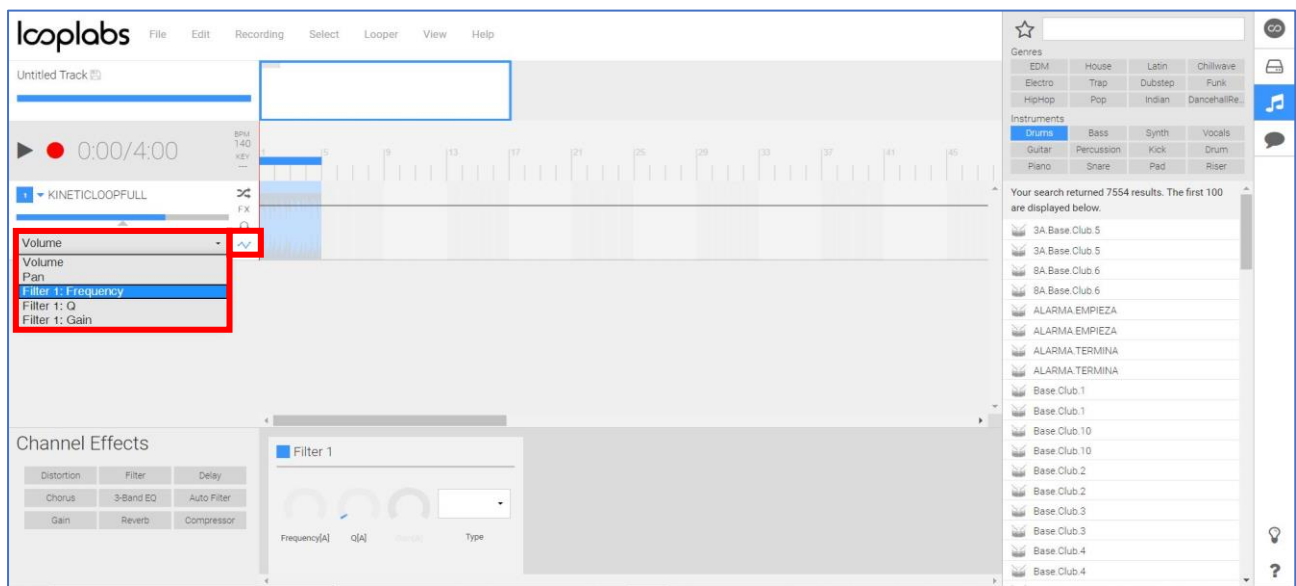 looplabs File Edit Recording Select Looper View Help
Untitled Track
0:00/4:00
BPM
140
KEY
---
1 5 9 13 17 21 25 29 33 37 41 45
1 KINETICLOOPFULL
FX
Volume
Volume
Pan
Filter 1: Frequency
Filter 1: Q
Filter 1: Gain
Channel Effects
Distortion Filter Delay
Chorus 3-Band EQ Auto Filter
Gain Reverb Compressor
Filter 1
Frequency[A] Q[A] Type
Genres
EDM House Latin Chillwave
Electro Trap Dubstep Funk
HipHop Pop Indian DancehallRe...
Instruments
Drums Bass Synth Vocals
Guitar Percussion Kick Drum
Piano Snare Pad Riser
Your search returned 7554 results. The first 100
are displayed below.
3A.Base.Club.5
3A.Base.Club.5
8A.Base.Club.6
8A.Base.Club.6
ALARMA.EMPIEZA
ALARMA.EMPIEZA
ALARMA.TERMINA
ALARMA.TERMINA
Base.Club.1
Base.Club.1
Base.Club.10
Base.Club.10
Base.Club.2
Base.Club.2
Base.Club.3
Base.Club.3
Base.Club.4
Base.Club.4
?